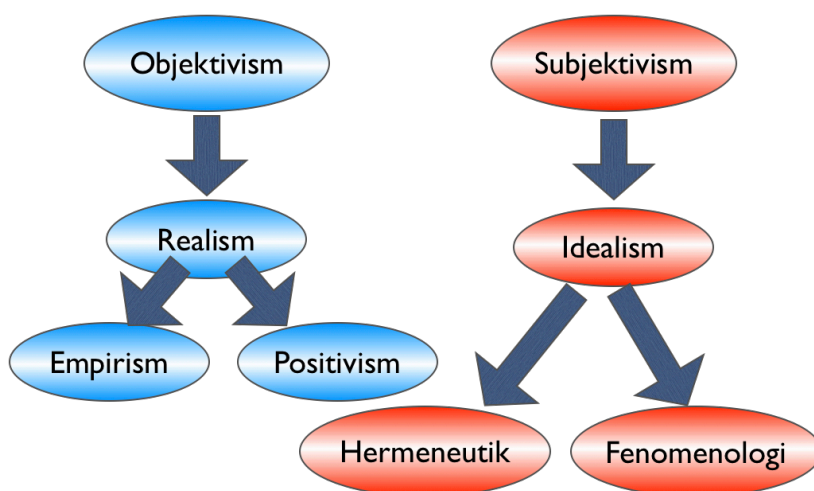 Objektivism
Subjektivism
Realism
Idealism
Empirism
Positivism
Hermeneutik
Fenomenologi